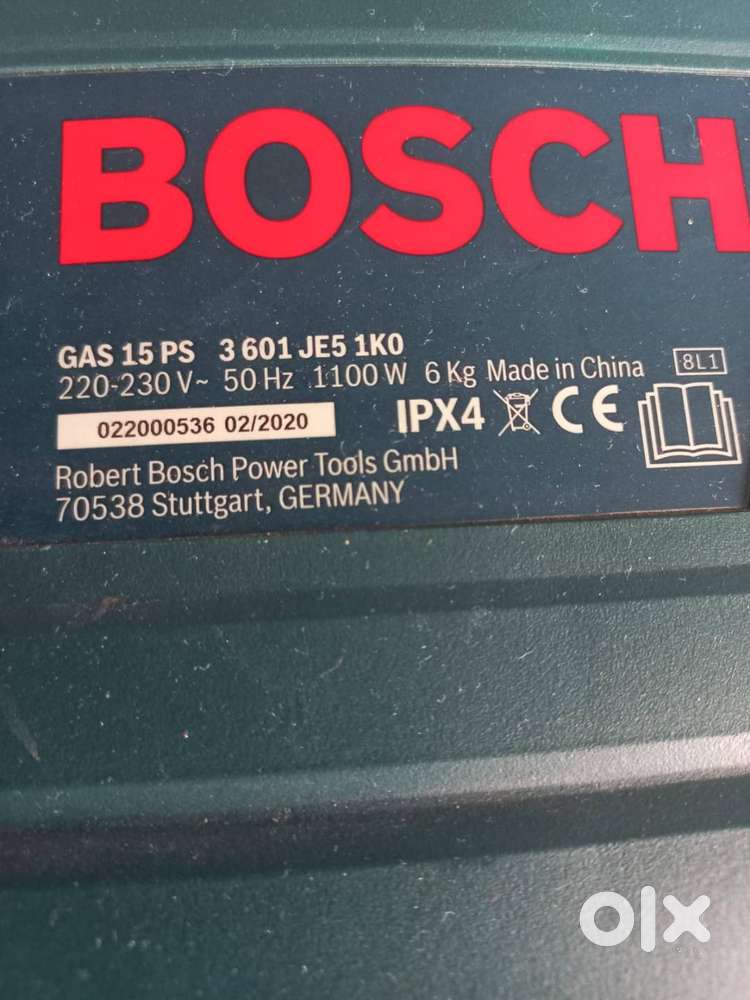 BOSCH
GAS 15 PS 3 601 JE5 1K0
220-230 V~ 50 Hz 1100 W 6 Kg Made in China 8L1
022000536 02/2020 IPX4 CE
Robert Bosch Power Tools GmbH
70538 Stuttgart, GERMANY
olx